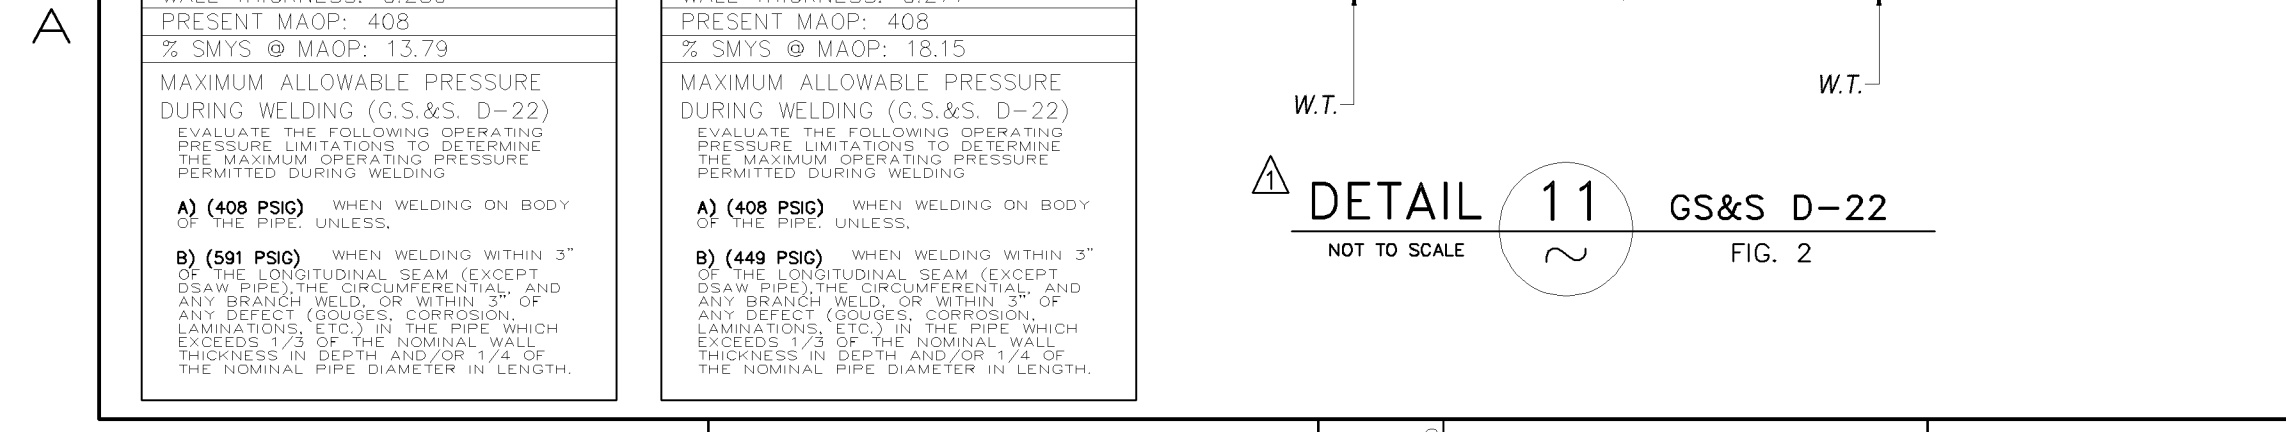 A
PRESENT MAOP: 408
% SMYS @ MAOP: 13.79
MAXIMUM ALLOWABLE PRESSURE
DURING WELDING (G.S.&S. D-22)
EVALUATE THE FOLLOWING OPERATING
PRESSURE LIMITATIONS TO DETERMINE
THE MAXIMUM OPERATING PRESSURE
PERMITTED DURING WELDING
A) (408 PSIG) WHEN WELDING ON BODY
OF THE PIPE. UNLESS,
B) (591 PSIG) WHEN WELDING WITHIN 3"
OF THE LONGITUDINAL SEAM (EXCEPT
DSAW PIPE),THE CIRCUMFERENTIAL, AND
ANY BRANCH WELD, OR WITHIN 3" OF
ANY DEFECT (GOUGES, CORROSION,
LAMINATIONS, ETC.) IN THE PIPE WHICH
EXCEEDS 1/3 OF THE NOMINAL WALL
THICKNESS IN DEPTH AND/OR 1/4 OF
THE NOMINAL PIPE DIAMETER IN LENGTH.
PRESENT MAOP: 408
% SMYS @ MAOP: 18.15
MAXIMUM ALLOWABLE PRESSURE
DURING WELDING (G.S.&S. D-22)
EVALUATE THE FOLLOWING OPERATING
PRESSURE LIMITATIONS TO DETERMINE
THE MAXIMUM OPERATING PRESSURE
PERMITTED DURING WELDING
A) (408 PSIG) WHEN WELDING ON BODY
OF THE PIPE. UNLESS,
B) (449 PSIG) WHEN WELDING WITHIN 3"
OF THE LONGITUDINAL SEAM (EXCEPT
DSAW PIPE),THE CIRCUMFERENTIAL, AND
ANY BRANCH WELD, OR WITHIN 3" OF
ANY DEFECT (GOUGES, CORROSION,
LAMINATIONS, ETC.) IN THE PIPE WHICH
EXCEEDS 1/3 OF THE NOMINAL WALL
THICKNESS IN DEPTH AND/OR 1/4 OF
THE NOMINAL PIPE DIAMETER IN LENGTH.
W.T.
W.T.
1 DETAIL 11 GS&S D-22
NOT TO SCALE ~ FIG. 2